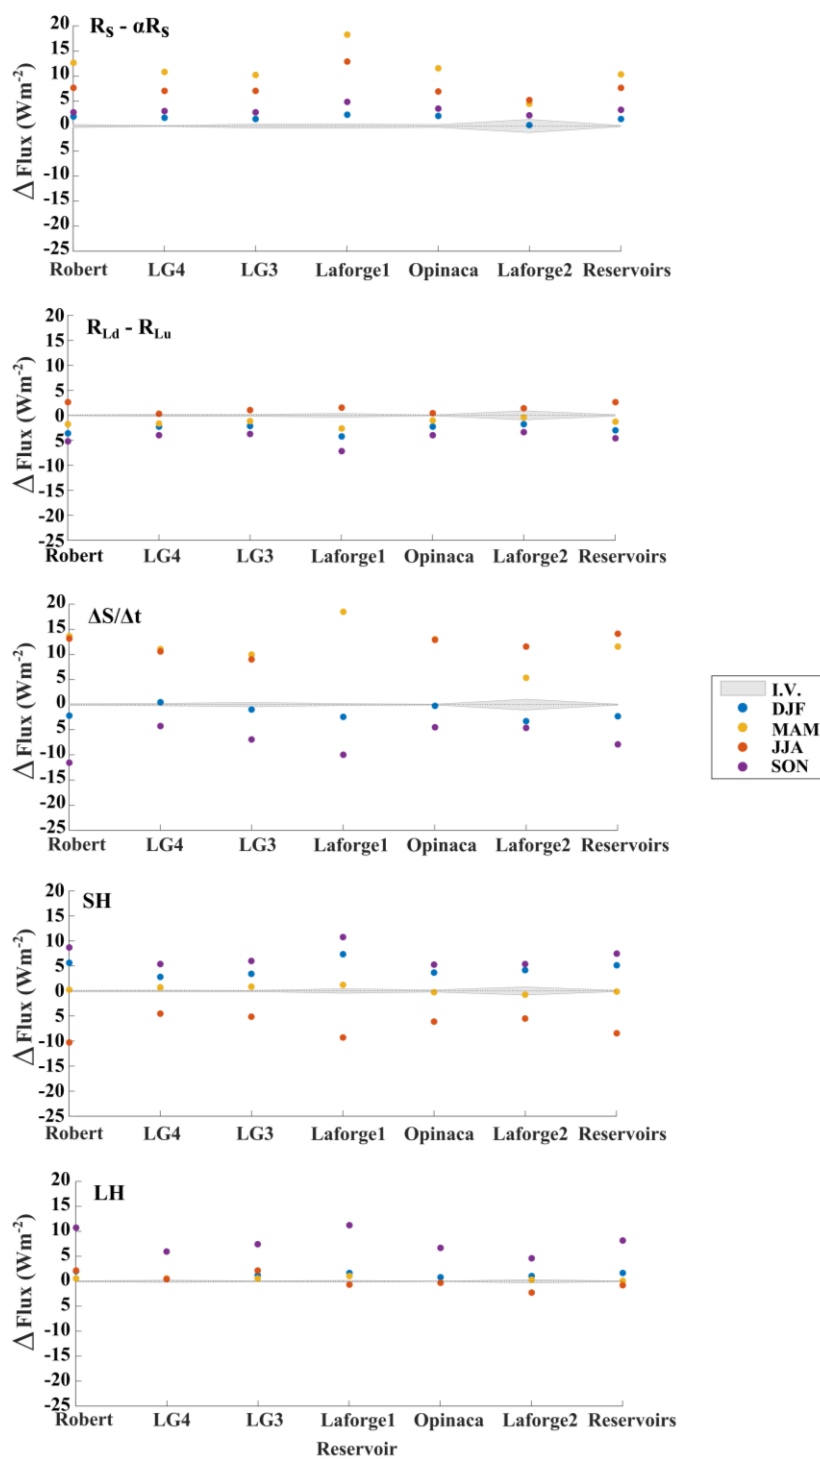 R_S - αR_S
Δ Flux (Wm⁻²)
20
15
10
5
0
-5
-10
-15
-20
-25
Robert LG4 LG3 Laforge1 Opinaca Laforge2 Reservoirs
R_Ld - R_Lu
Δ Flux (Wm⁻²)
20
15
10
5
0
5
-10
-15
-20
-25
Robert LG4 LG3 Laforge1 Opinaca Laforge2 Reservoirs
ΔS/Δt
Δ Flux (Wm⁻²)
20
15
10
5
0
5
-10
-15
-20
-25
Robert LG4 LG3 Laforge1 Opinaca Laforge2 Reservoirs
I.V.
DJF
MAM
JJA
SON
SH
Δ Flux (Wm⁻²)
20
15
10
5
0
-5
-10
-15
-20
-25
Robert LG4 LG3 Laforge1 Opinaca Laforge2 Reservoirs
LH
Δ Flux (Wm⁻²)
20
15
10
5
0
-5
-10
-15
-20
-25
Robert LG4 LG3 Laforge1 Opinaca Laforge2 Reservoirs
Reservoir